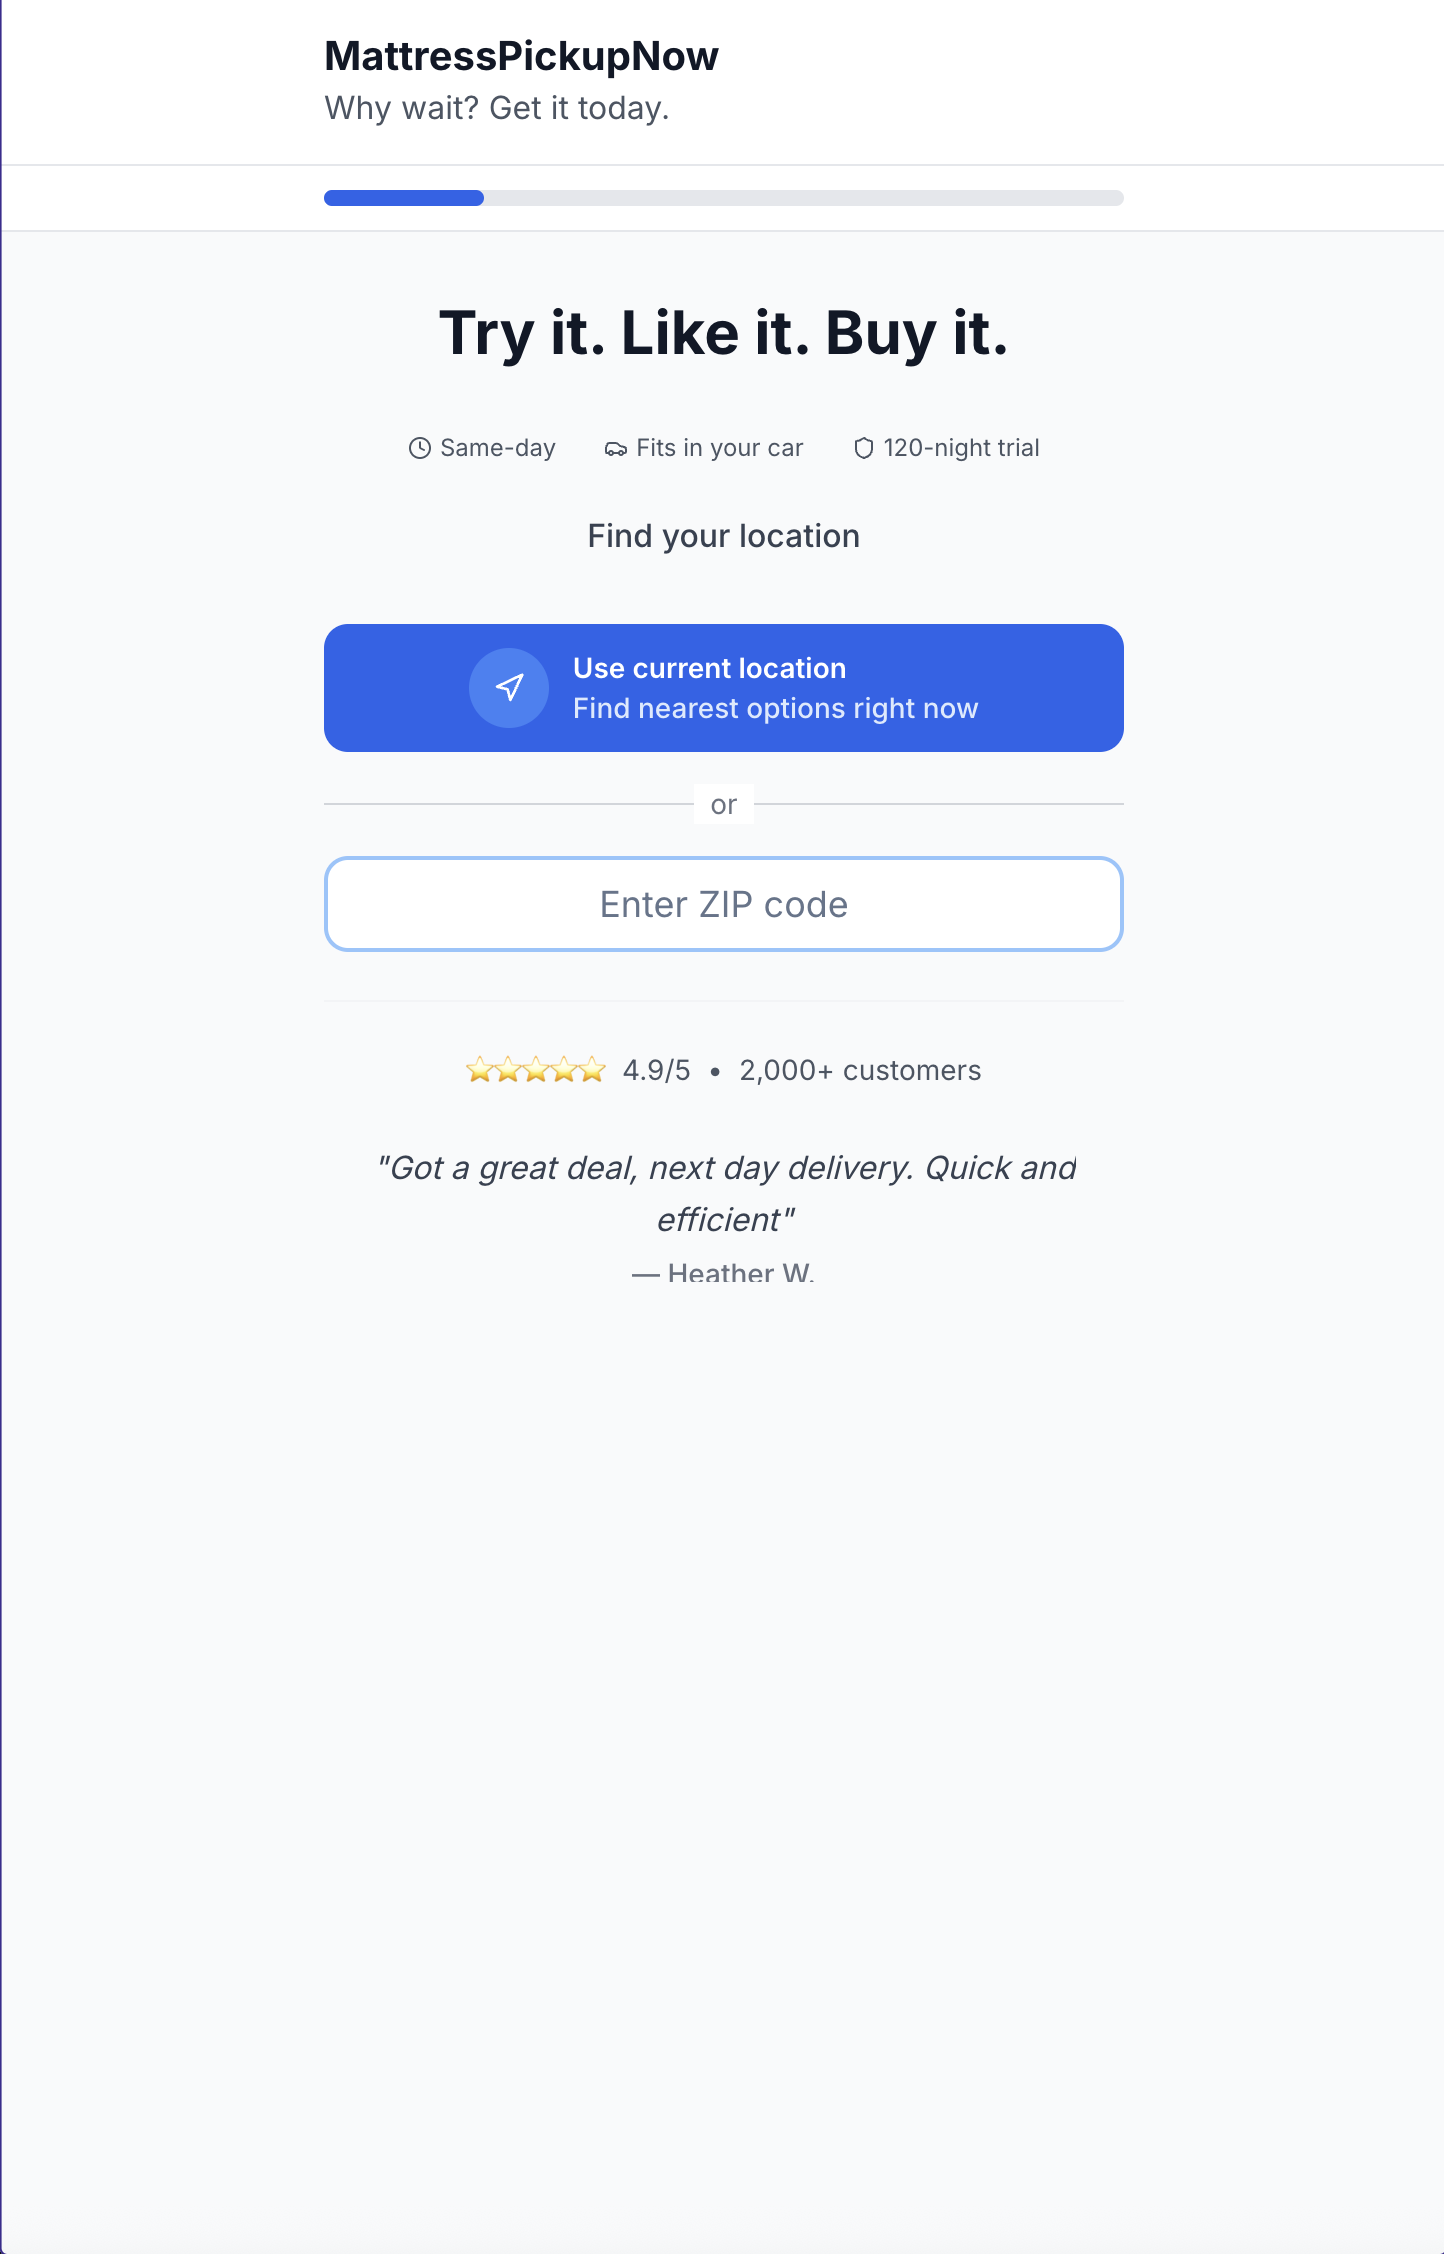 MattressPickupNow
Why wait? Get it today.
Try it. Like it. Buy it.
Same-day Fits in your car 120-night trial
Find your location
Use current location
Find nearest options right now
or
Enter ZIP code
4.9/5 • 2,000+ customers
"Got a great deal, next day delivery. Quick and
efficient"
— Heather W.